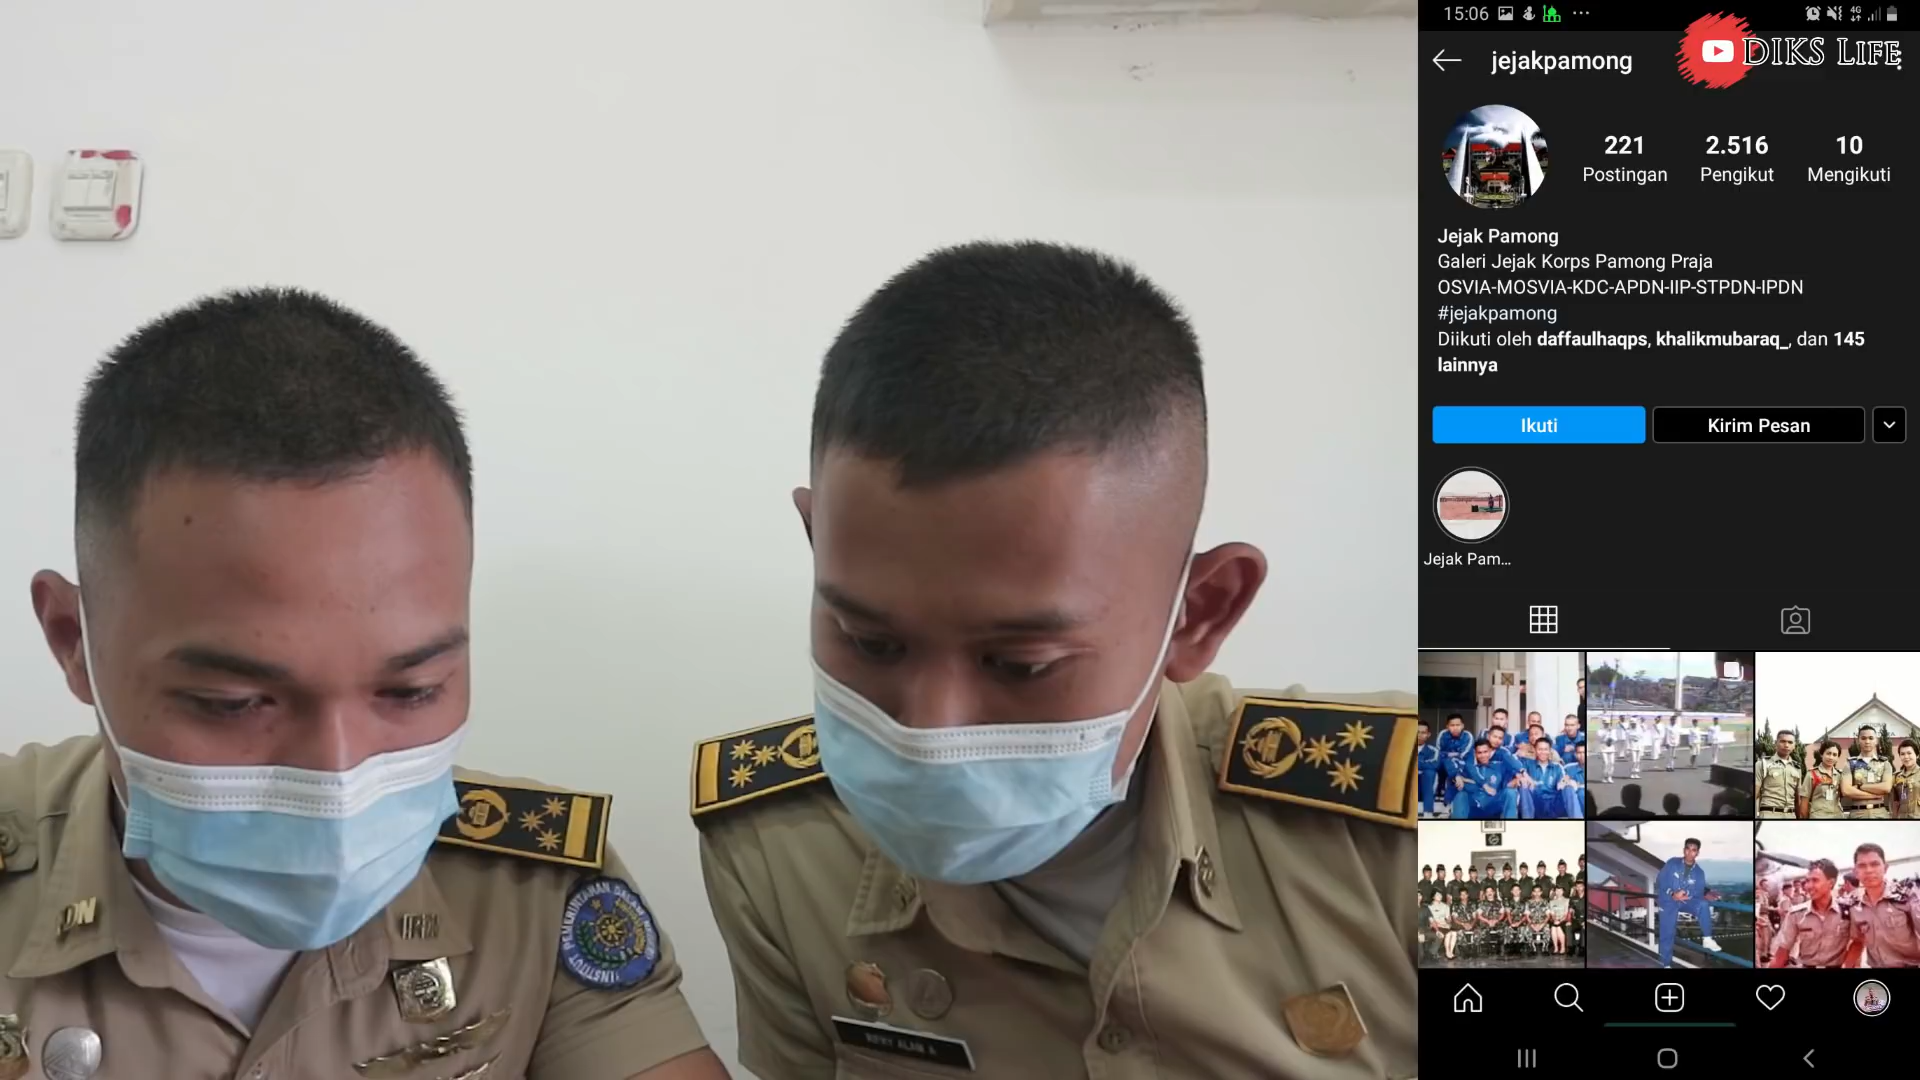 15:06
4G
DIKS LIFE
jejakpamong
221
2.516
10
Postingan
Pengikut
Mengikuti
Jejak Pamong
Galeri Jejak Korps Pamong Praja
OSVIA-MOSVIA-KDC-APDN-IIP-STPDN-IPDN
#jejakpamong
Diikuti oleh daffaulhaqps, khalikmubaraq_, dan 145
lainnya
Ikuti
Kirim Pesan
Jejak Pam...